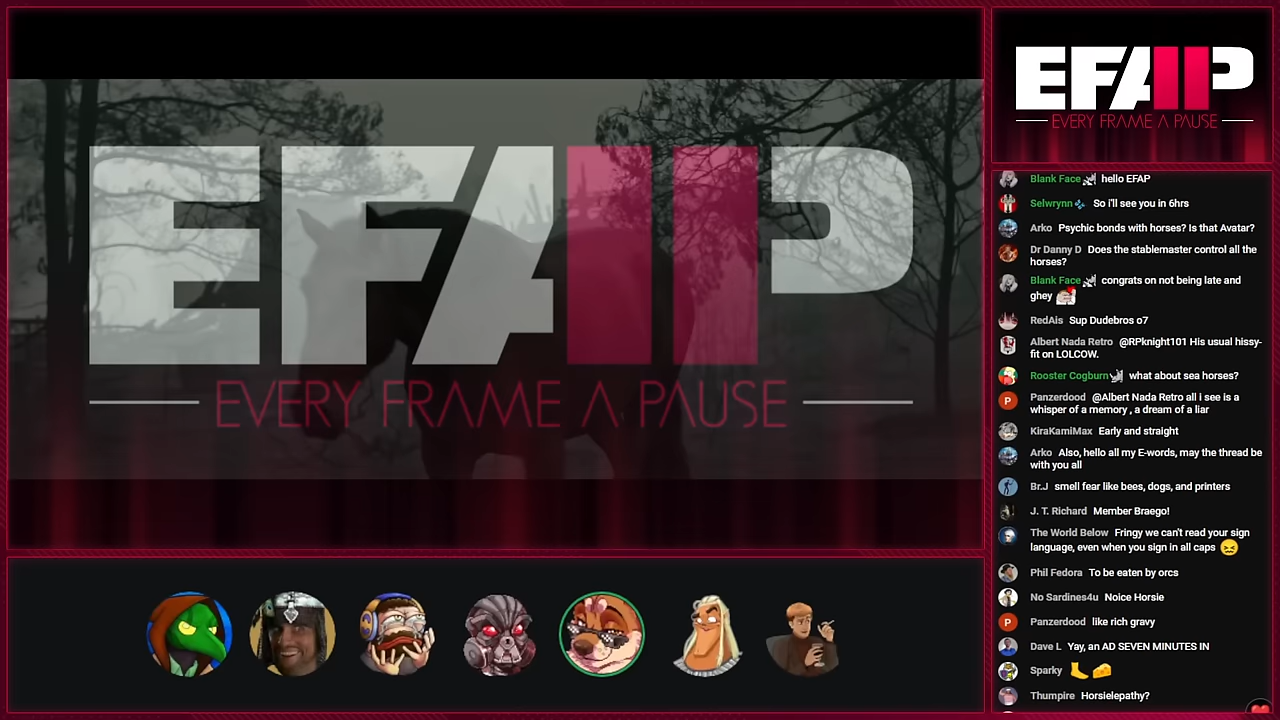 EFAP
EVERY FRAME A PAUSE
EFAP
EVERY FRAME A PAUSE
Blank Face hello EFAP
Selwrynn So i'll see you in 6hrs
Arko Psychic bonds with horses? Is that Avatar?
Dr Danny D Does the stablemaster control all the
horses?
Blank Face congrats on not being late and
ghey
RedAis Sup Dudebros o7
Albert Nada Retro @RPknight101 His usual hissy-
fit on LOLCOW.
Rooster Cogburn what about sea horses?
Panzerdood @Albert Nada Retro all i see is a
whisper of a memory , a dream of a liar
KiraKamiMax Early and straight
Arko Also, hello all my E-words, may the thread be
with you all
Br.J smell fear like bees, dogs, and printers
J. T. Richard Member Braego!
The World Below Fringy we can't read your sign
language, even when you sign in all caps
Phil Fedora To be eaten by orcs
No Sardines4u Noice Horsie
P
Panzerdood like rich gravy
Dave L Yay, an AD SEVEN MINUTES IN
Sparky
Thumpire Horsielepathy?